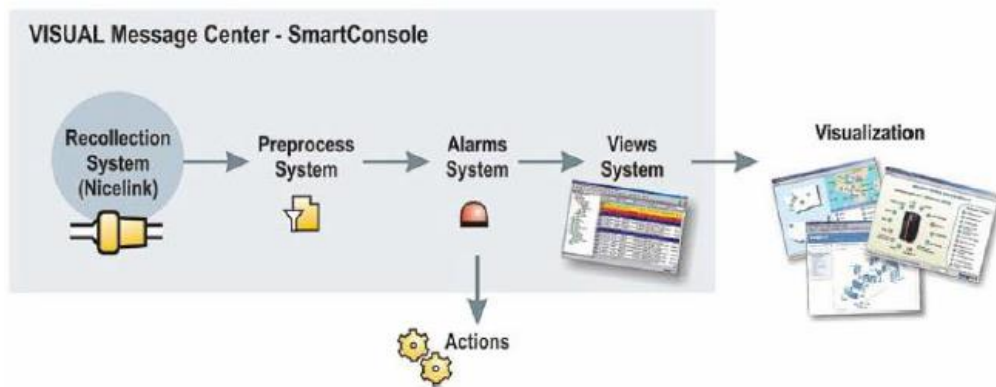 VISUAL Message Center - SmartConsole
Recollection
System
(Nicelink)
Preprocess
System
Alarms
System
Views
System
Visualization
Actions